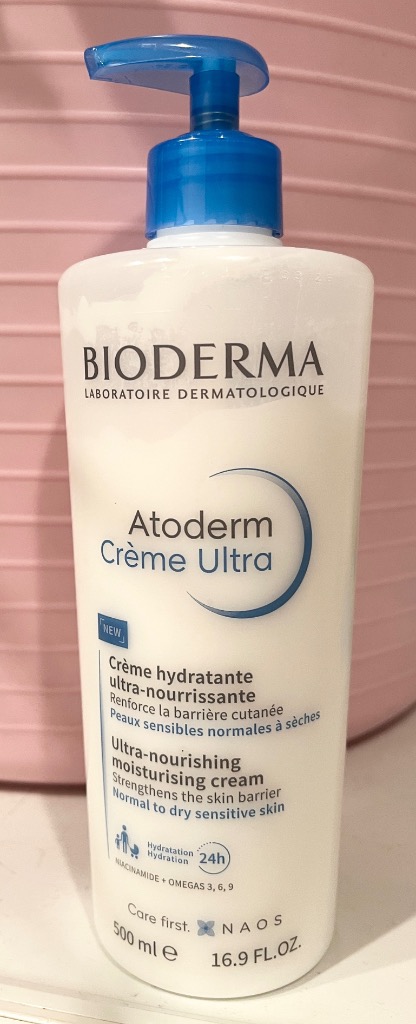 BIODERMA
LABORATOIRE DERMATOLOGIQUE
Atoderm
Crème Ultra
NEW
Crème hydratante
ultra-nourrissante
Renforce la barrière cutanée
Peaux sensibles normales à sèches
Ultra-nourishing
moisturising cream
Strengthens the skin barrier
Normal to dry sensitive skin
Hydratation
Hydration
24h
NIACINAMIDE + OMEGAS 3, 6, 9
Care first. NAOS
500 ml e 16.9 FL.OZ.